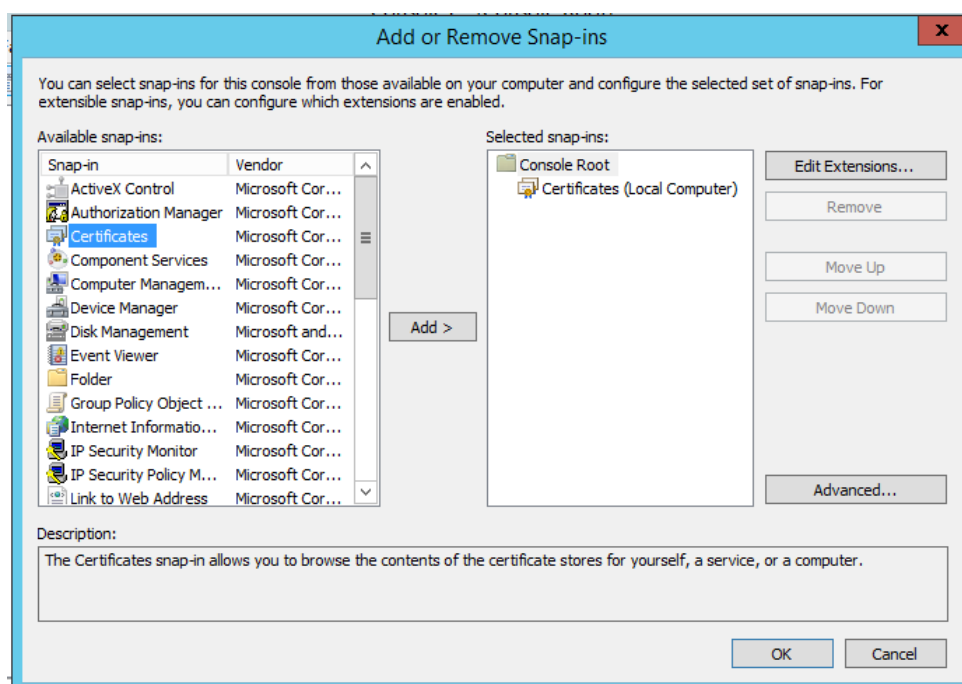 Add or Remove Snap-ins
x
You can select snap-ins for this console from those available on your computer and configure the selected set of snap-ins. For
extensible snap-ins, you can configure which extensions are enabled.
Available snap-ins:
Snap-in Vendor
ActiveX Control Microsoft Cor...
Authorization Manager Microsoft Cor...
Certificates Microsoft Cor...
Component Services Microsoft Cor...
Computer Managem... Microsoft Cor...
Device Manager Microsoft Cor...
Disk Management Microsoft and...
Event Viewer Microsoft Cor...
Folder Microsoft Cor...
Group Policy Object ... Microsoft Cor...
Internet Informatio... Microsoft Cor...
IP Security Monitor Microsoft Cor...
IP Security Policy M... Microsoft Cor...
Link to Web Address Microsoft Cor...
Add >
Selected snap-ins:
Console Root
Certificates (Local Computer)
Edit Extensions...
Remove
Move Up
Move Down
Advanced...
Description:
The Certificates snap-in allows you to browse the contents of the certificate stores for yourself, a service, or a computer.
OK
Cancel